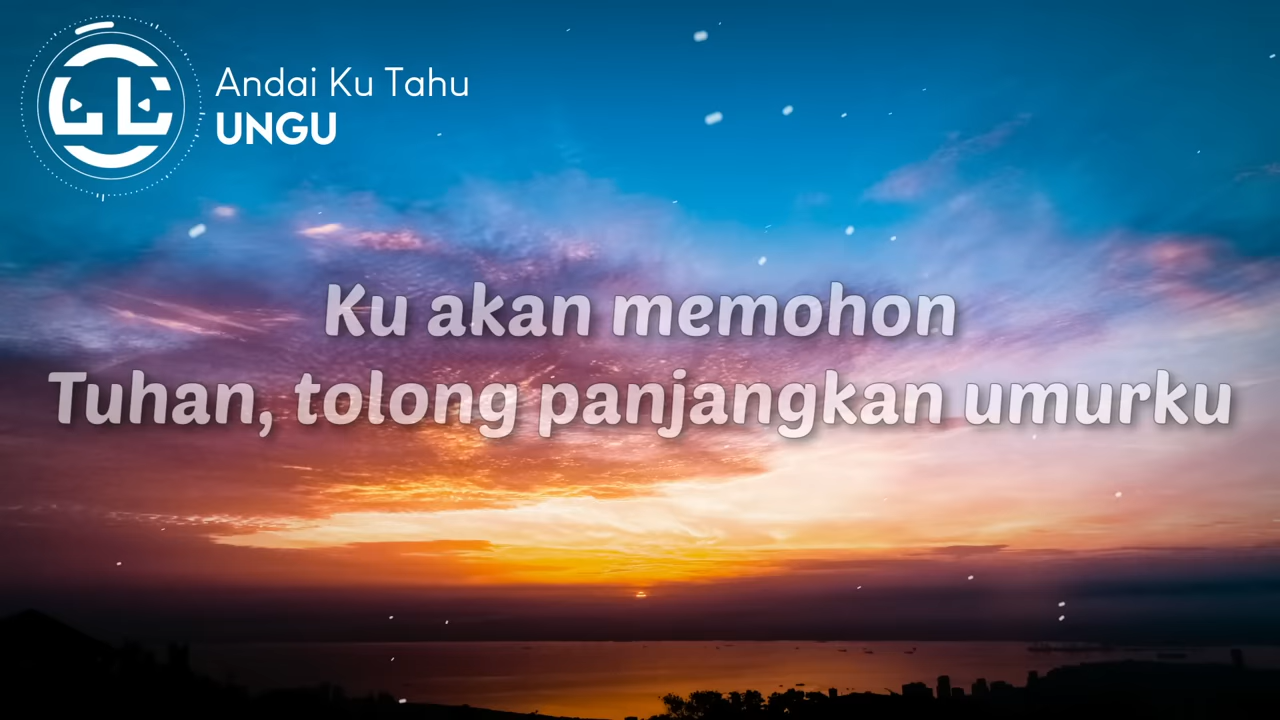 Andai Ku Tahu
UNGU
Ku akan memohon
Tuhan, tolong panjangkan umurku